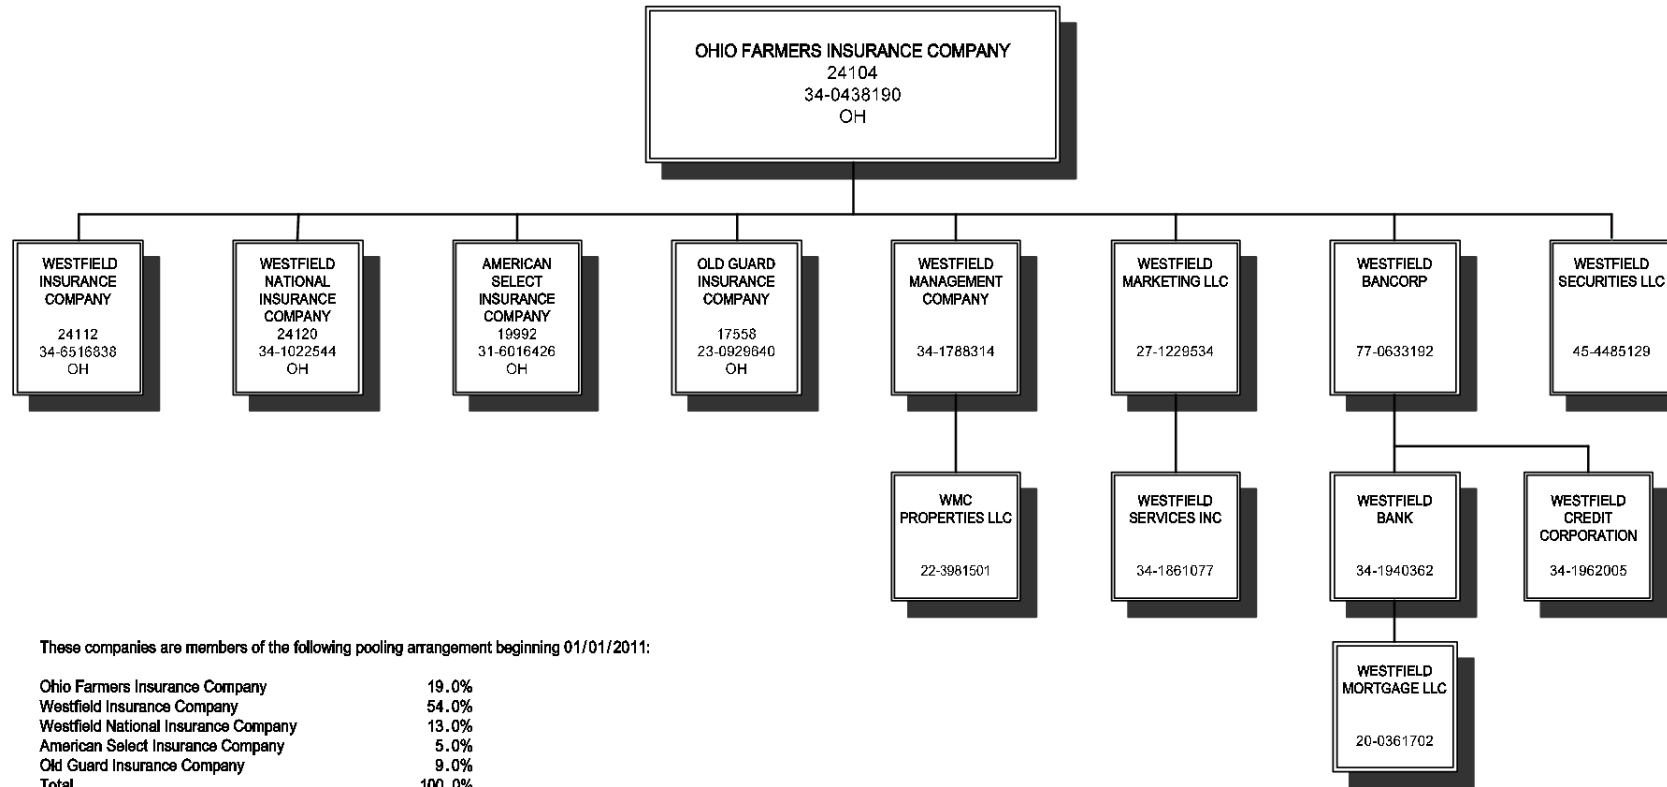 OHIO FARMERS INSURANCE COMPANY
24104
34-0438190
OH
WESTFIELD
INSURANCE
COMPANY
24112
34-6516838
OH
WESTFIELD
NATIONAL
INSURANCE
COMPANY
24120
34-1022544
OH
AMERICAN
SELECT
INSURANCE
COMPANY
19992
31-6016426
OH
OLD GUARD
INSURANCE
COMPANY
17558
23-0929640
OH
WESTFIELD
MANAGEMENT
COMPANY
34-1788314
WESTFIELD
MARKETING LLC
27-1229534
WESTFIELD
BANCORP
77-0633192
WESTFIELD
SECURITIES LLC
45-4485129
WMC
PROPERTIES LLC
22-3981501
WESTFIELD
SERVICES INC
34-1861077
WESTFIELD
BANK
34-1940362
WESTFIELD
CREDIT
CORPORATION
34-1962005
WESTFIELD
MORTGAGE LLC
20-0361702
These companies are members of the following pooling arrangement beginning 01/01/2011:
Ohio Farmers Insurance Company 19.0%
Westfield Insurance Company 54.0%
Westfield National Insurance Company 13.0%
American Select Insurance Company 5.0%
Old Guard Insurance Company 9.0%
Total 100.0%